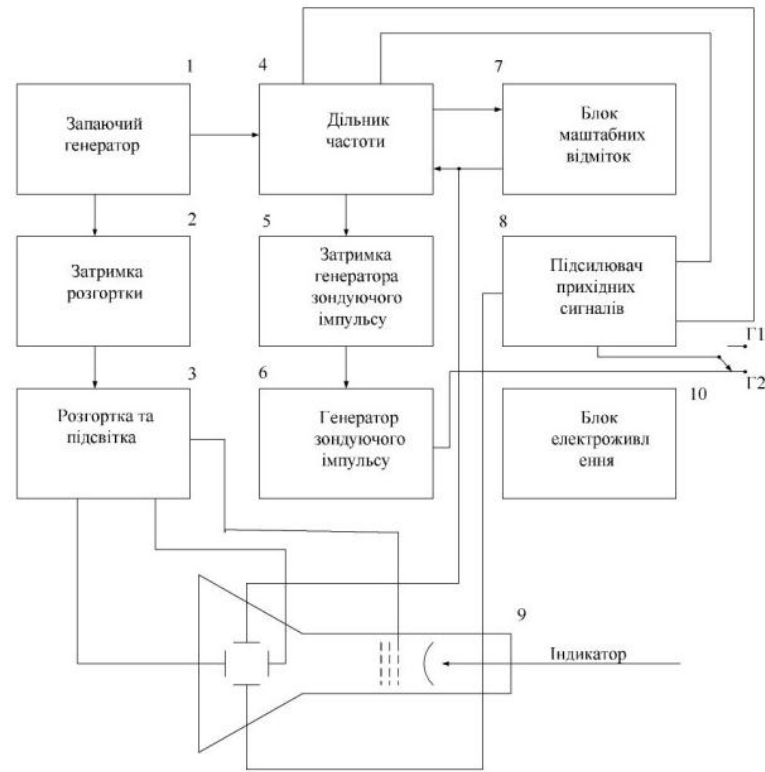 1
Запаючий
генератор
4
Дільник
частоти
7
Блок
маштабних
відміток
2
Затримка
розгортки
5
Затримка
генератора
зондуючого
імпульсу
8
Підсилювач
прихідних
сигналів
Г1
Г2
3
Розгортка та
підсвітка
6
Генератор
зондуючого
імпульсу
10
Блок
електроживл
ення
9
Індикатор